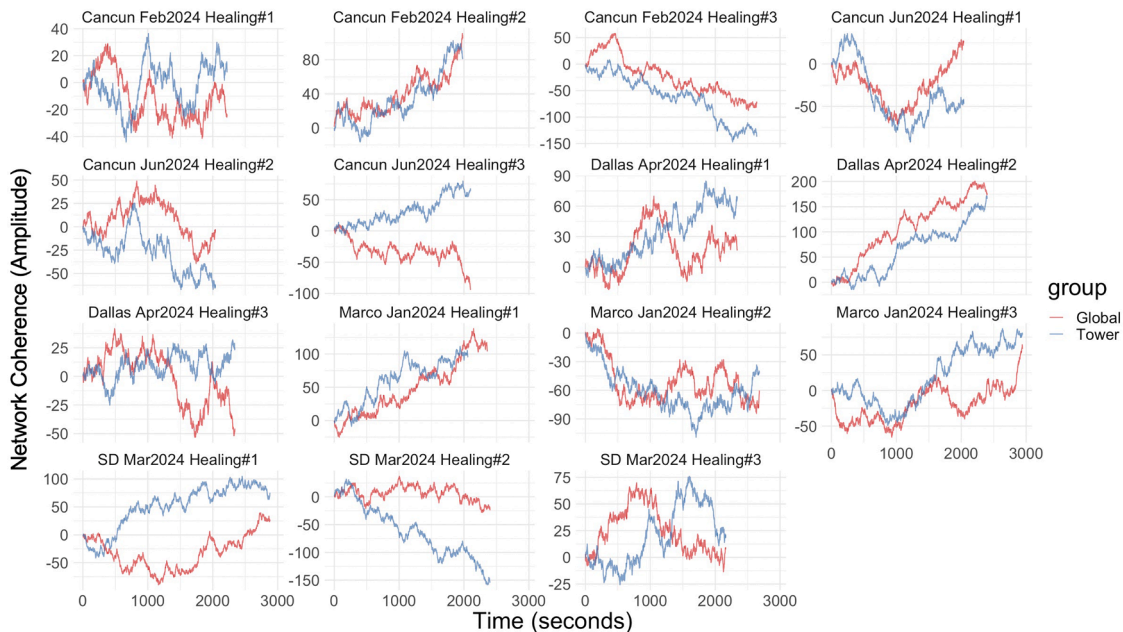 Cancun Feb2024 Healing#1
Cancun Feb2024 Healing#2
Cancun Feb2024 Healing#3
Cancun Jun2024 Healing#1
40
20
0
-20
-40
80
40
0
50
0
-50
-100
-150
0
-50
Cancun Jun2024 Healing#2
Cancun Jun2024 Healing#3
Dallas Apr2024 Healing#1
Dallas Apr2024 Healing#2
50
25
0
-25
-50
50
0
-50
-100
90
60
30
0
200
150
100
50
0
Dallas Apr2024 Healing#3
Marco Jan2024 Healing#1
Marco Jan2024 Healing#2
Marco Jan2024 Healing#3
25
0
-25
-50
100
50
0
0
-30
-60
-90
50
0
-50
0 1000 2000 3000
SD Mar2024 Healing#1
SD Mar2024 Healing#2
SD Mar2024 Healing#3
100
50
0
-50
0
-50
-100
-150
75
50
25
0
-25
0 1000 2000 3000
0 1000 2000 3000
0 1000 2000 3000
Time (seconds)
Network Coherence (Amplitude)
group
Global
Tower